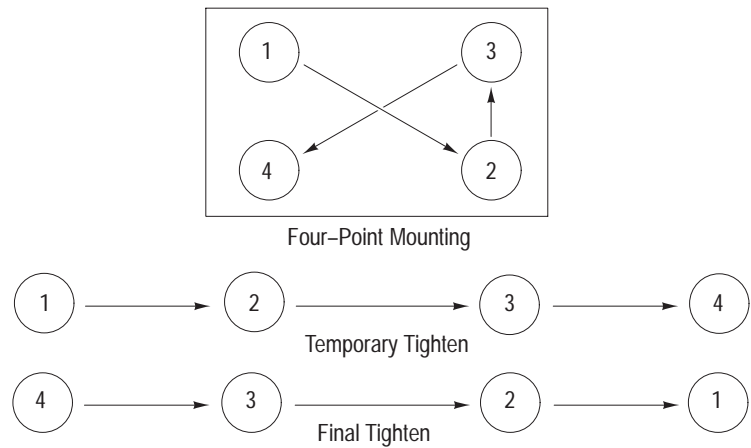 1 3
4 2
Four–Point Mounting
1 2 3 4
Temporary Tighten
4 3 2 1
Final Tighten